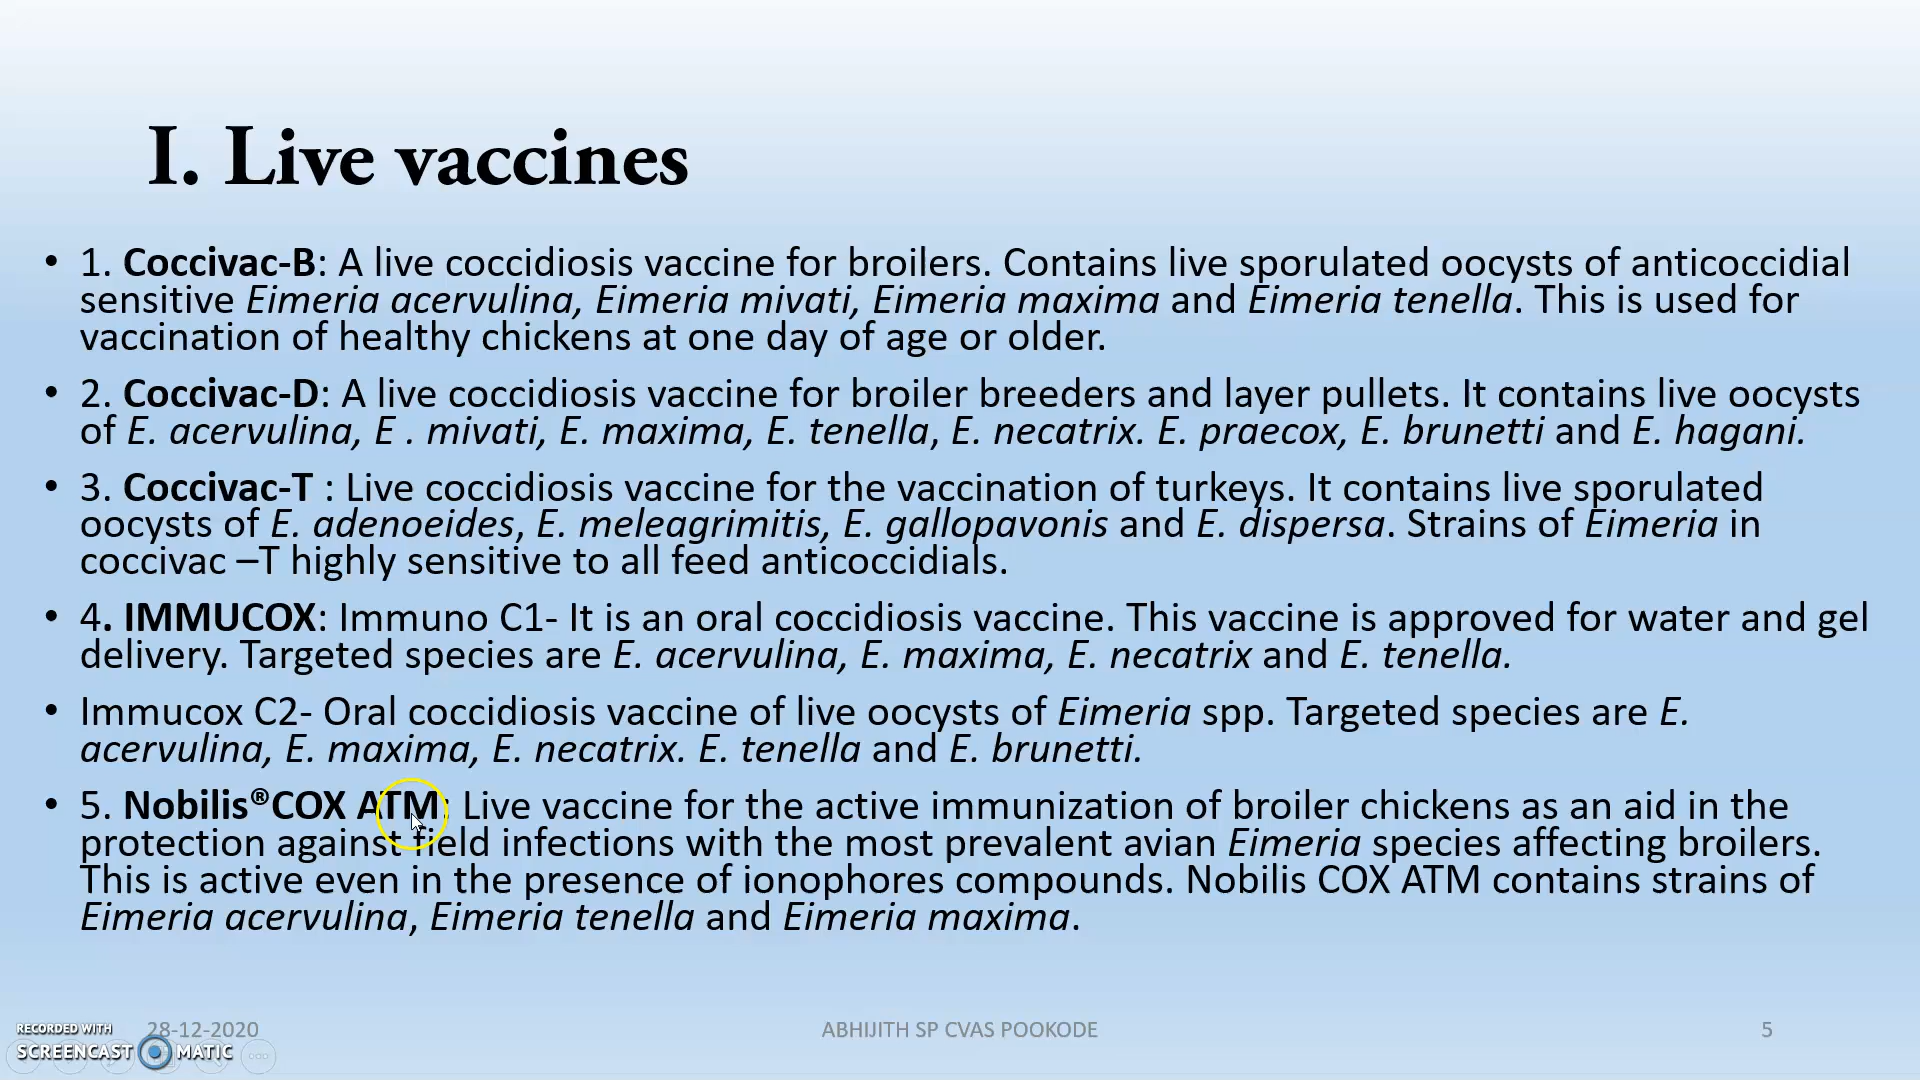 I. Live vaccines
• 1. Coccivac-B: A live coccidiosis vaccine for broilers. Contains live sporulated oocysts of anticoccidial
sensitive Eimeria acervulina, Eimeria mivati, Eimeria maxima and Eimeria tenella. This is used for
vaccination of healthy chickens at one day of age or older.
• 2. Coccivac-D: A live coccidiosis vaccine for broiler breeders and layer pullets. It contains live oocysts
of E. acervulina, E . mivati, E. maxima, E. tenella, E. necatrix. E. praecox, E. brunetti and E. hagani.
• 3. Coccivac-T : Live coccidiosis vaccine for the vaccination of turkeys. It contains live sporulated
oocysts of E. adenoeides, E. meleagrimitis, E. gallopavonis and E. dispersa. Strains of Eimeria in
coccivac –T highly sensitive to all feed anticoccidials.
• 4. IMMUCOX: Immuno C1- It is an oral coccidiosis vaccine. This vaccine is approved for water and gel
delivery. Targeted species are E. acervulina, E. maxima, E. necatrix and E. tenella.
• Immucox C2- Oral coccidiosis vaccine of live oocysts of Eimeria spp. Targeted species are E.
acervulina, E. maxima, E. necatrix. E. tenella and E. brunetti.
• 5. Nobilis®COX ATM: Live vaccine for the active immunization of broiler chickens as an aid in the
protection against field infections with the most prevalent avian Eimeria species affecting broilers.
This is active even in the presence of ionophores compounds. Nobilis COX ATM contains strains of
Eimeria acervulina, Eimeria tenella and Eimeria maxima.
28-12-2020
ABHIJITH SP CVAS POOKODE
5
RECORDED WITH
SCREENCAST MATIC